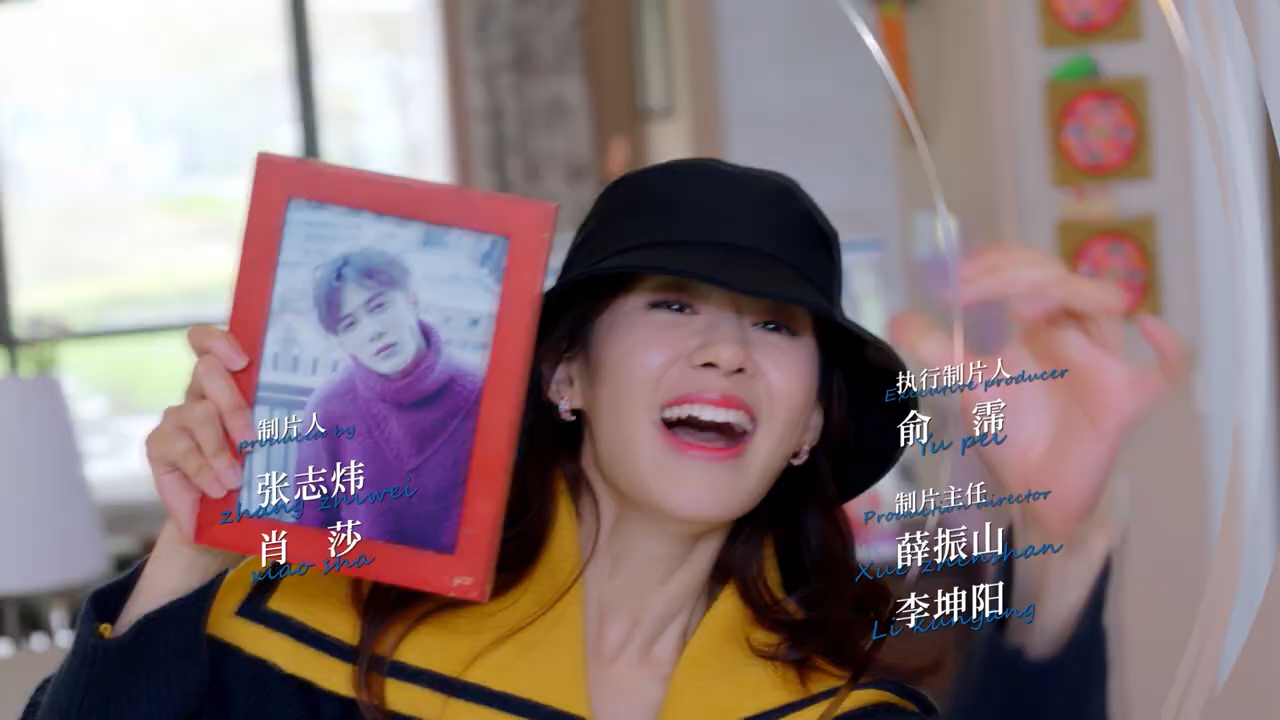 制片人
produced by
张志炜
zhang zhiwei
肖莎
xiao sha
执行制片人
Executive producer
俞霈
Yu pei
制片主任
Production director
薛振山
Xue zhenshan
李坤阳
Li kunyang